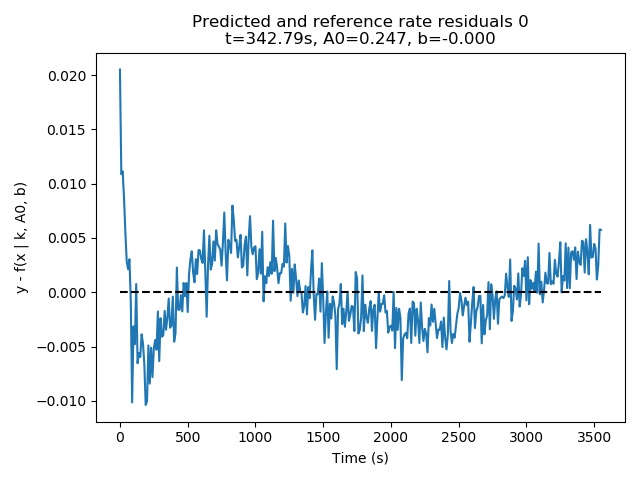 Predicted and reference rate residuals 0
t=342.79s, A0=0.247, b=-0.000
y - f(x | k, A0, b)
0.020
0.015
0.010
0.005
0.000
−0.005
−0.010
0 500 1000 1500 2000 2500 3000 3500
Time (s)